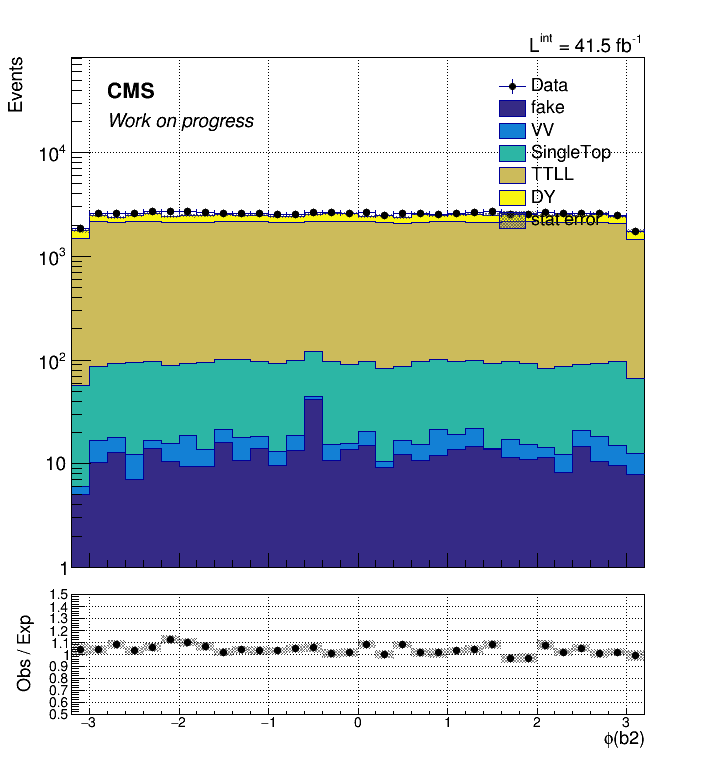 L^int = 41.5 fb^-1
Events
CMS
Work on progress
Data
fake
VV
SingleTop
TTLL
DY
stat error
10^4
10^3
10^2
10
1
Obs / Exp
1.5
1.4
1.3
1.2
1.1
1
0.9
0.8
0.7
0.6
0.5
−3 −2 −1 0 1 2 3
ϕ(b2)